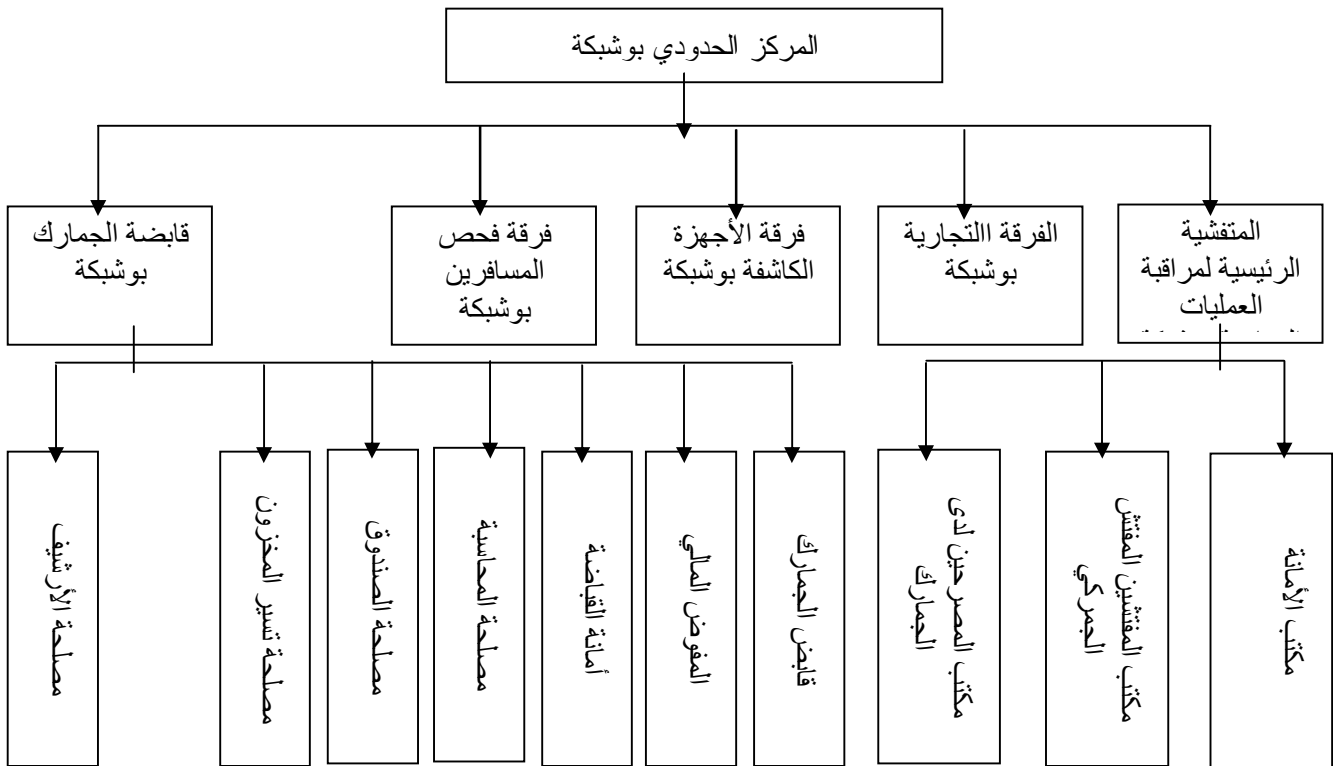 المركز الحدودي بوشبكة
المتفشية
الرئيسية لمراقبة
العمليات
الفرقة االتجارية
بوشبكة
فرقة الأجهزة
الكاشفة بوشبكة
فرقة فحص
المسافرين
بوشبكة
قابضة الجمارك
بوشبكة
مكتب الأمانة
مكتب المفتشين المفتش
الجمركي
مكتب المصرحين لدى
الجمارك
قابض الجمارك
المفوض المالي
أمانة القباضة
مصلحة المحاسبة
مصلحة الصندوق
مصلحة تسير المخزون
مصلحة الأرشيف